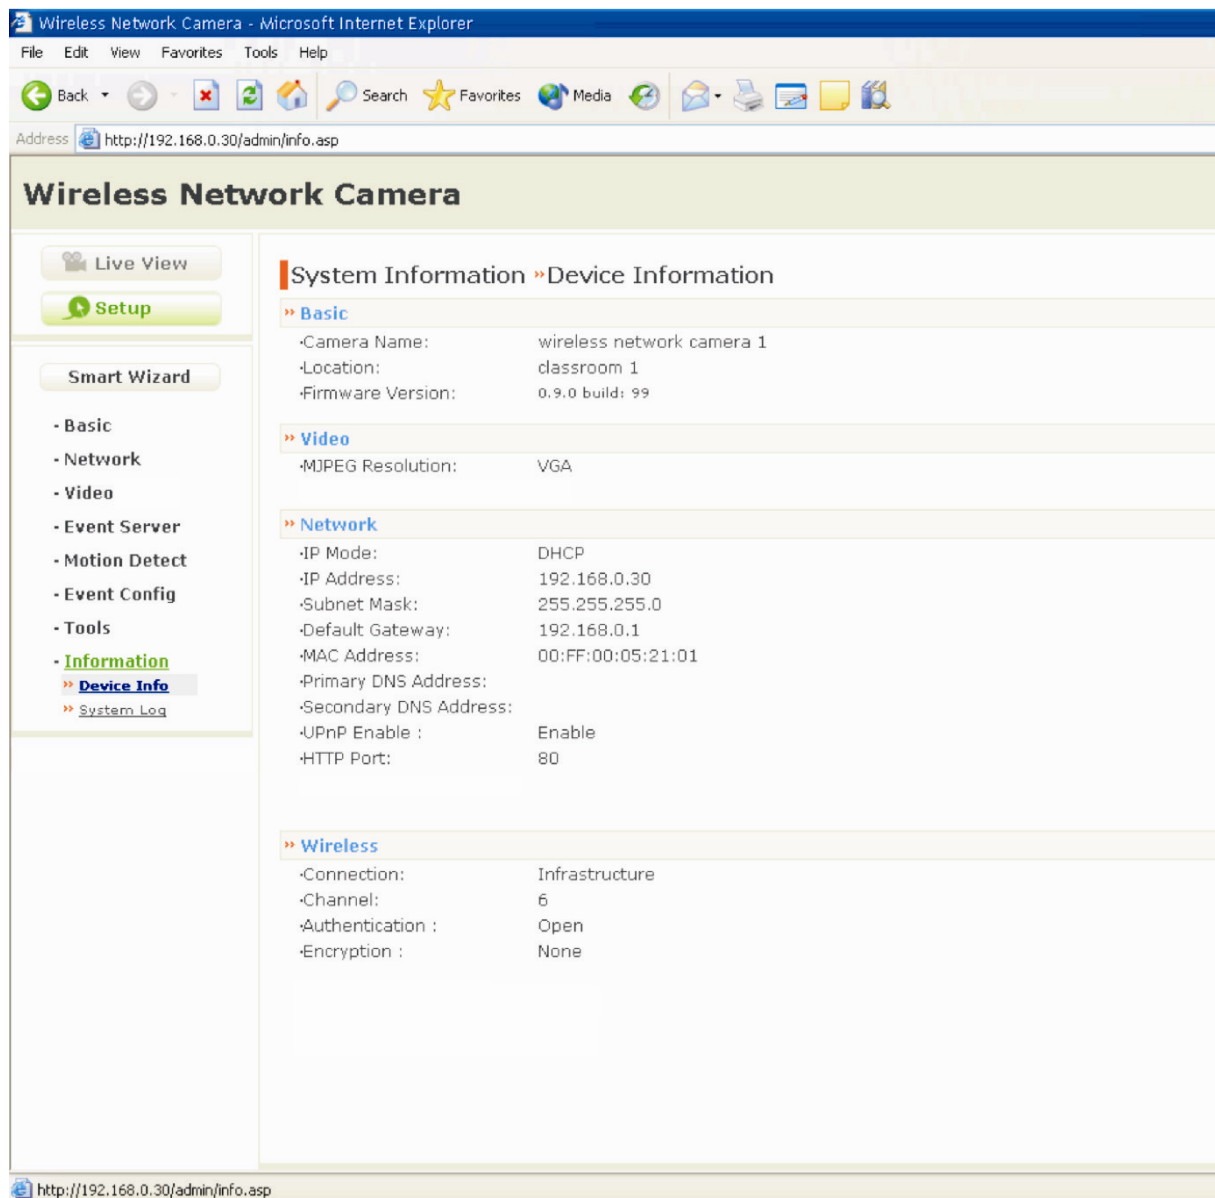 Wireless Network Camera - Microsoft Internet Explorer
File Edit View Favorites Tools Help
Back Search Favorites Media
Address http://192.168.0.30/admin/info.asp
Wireless Network Camera
Live View
Setup
Smart Wizard
- Basic
- Network
- Video
- Event Server
- Motion Detect
- Event Config
- Tools
- Information
» Device Info
» System Log
System Information »Device Information
» Basic
·Camera Name: wireless network camera 1
·Location: classroom 1
·Firmware Version: 0.9.0 build: 99
» Video
·MJPEG Resolution: VGA
» Network
·IP Mode: DHCP
·IP Address: 192.168.0.30
·Subnet Mask: 255.255.255.0
·Default Gateway: 192.168.0.1
·MAC Address: 00:FF:00:05:21:01
·Primary DNS Address:
·Secondary DNS Address:
·UPnP Enable : Enable
·HTTP Port: 80
» Wireless
·Connection: Infrastructure
·Channel: 6
·Authentication : Open
·Encryption : None
http://192.168.0.30/admin/info.asp